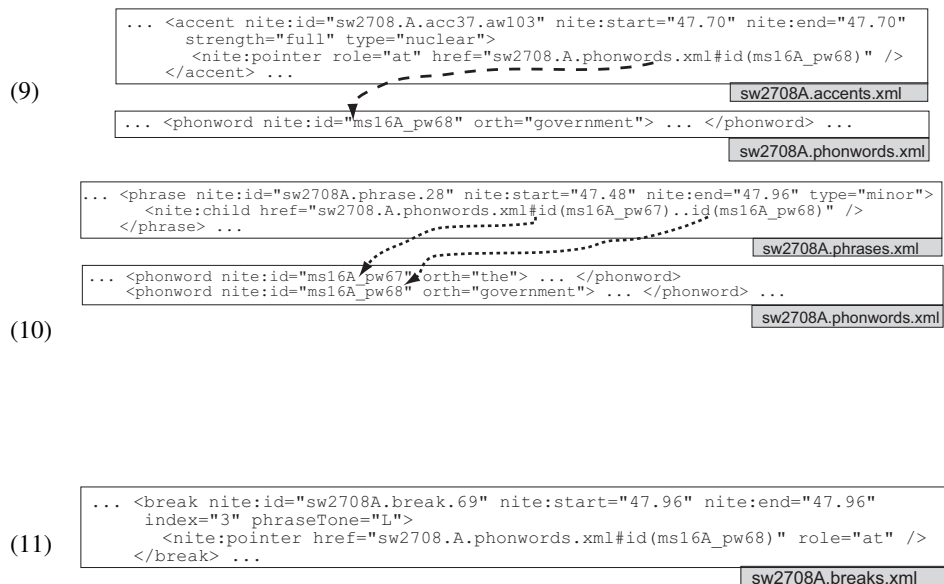 ... <accent nite:id="sw2708.A.acc37.aw103" nite:start="47.70" nite:end="47.70"
strength="full" type="nuclear">
<nite:pointer role="at" href="sw2708.A.phonwords.xml#id(ms16A_pw68)" />
</accent> ...
(9)
sw2708A.accents.xml
... <phonword nite:id="ms16A_pw68" orth="government"> ... </phonword> ...
sw2708A.phonwords.xml
... <phrase nite:id="sw2708A.phrase.28" nite:start="47.48" nite:end="47.96" type="minor">
<nite:child href="sw2708.A.phonwords.xml#id(ms16A_pw67)..id(ms16A_pw68)" />
</phrase> ...
sw2708A.phrases.xml
... <phonword nite:id="ms16A_pw67" orth="the"> ... </phonword>
<phonword nite:id="ms16A_pw68" orth="government"> ... </phonword> ...
sw2708A.phonwords.xml
(10)
... <break nite:id="sw2708A.break.69" nite:start="47.96" nite:end="47.96"
index="3" phraseTone="L">
<nite:pointer href="sw2708.A.phonwords.xml#id(ms16A_pw68)" role="at" />
(11)
</break> ...
sw2708A.breaks.xml